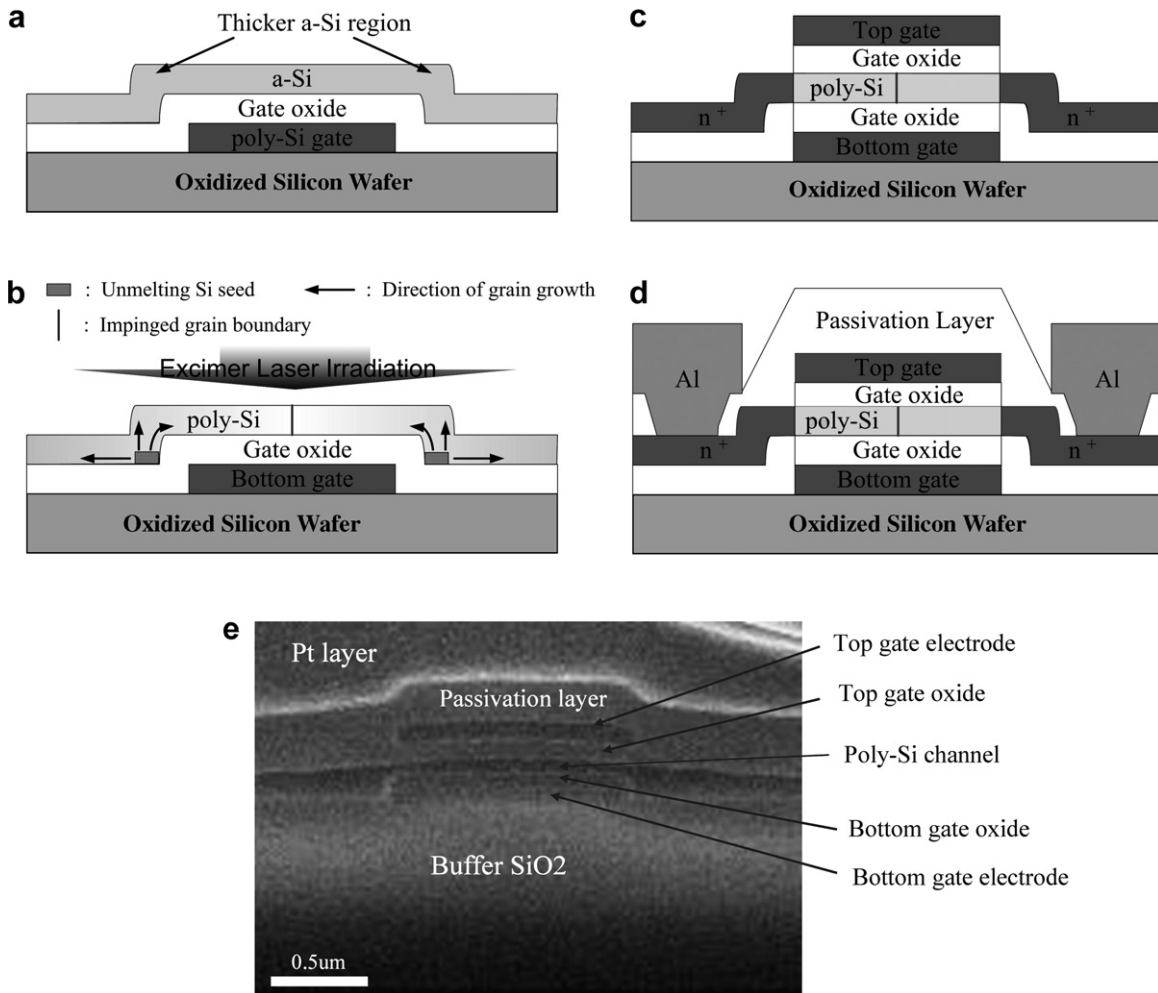 a
Thicker a-Si region
a-Si
Gate oxide
poly-Si gate
Oxidized Silicon Wafer
b
: Unmelting Si seed
: Direction of grain growth
: Impinged grain boundary
Excimer Laser Irradiation
poly-Si
Gate oxide
Bottom gate
Oxidized Silicon Wafer
c
Top gate
Gate oxide
poly-Si
n+ n+
Gate oxide
Bottom gate
Oxidized Silicon Wafer
d
Passivation Layer
Al Al
Top gate
Gate oxide
poly-Si
n+ n+
Gate oxide
Bottom gate
Oxidized Silicon Wafer
e
Pt layer
Passivation layer
Buffer SiO2
0.5um
Top gate electrode
Top gate oxide
Poly-Si channel
Bottom gate oxide
Bottom gate electrode